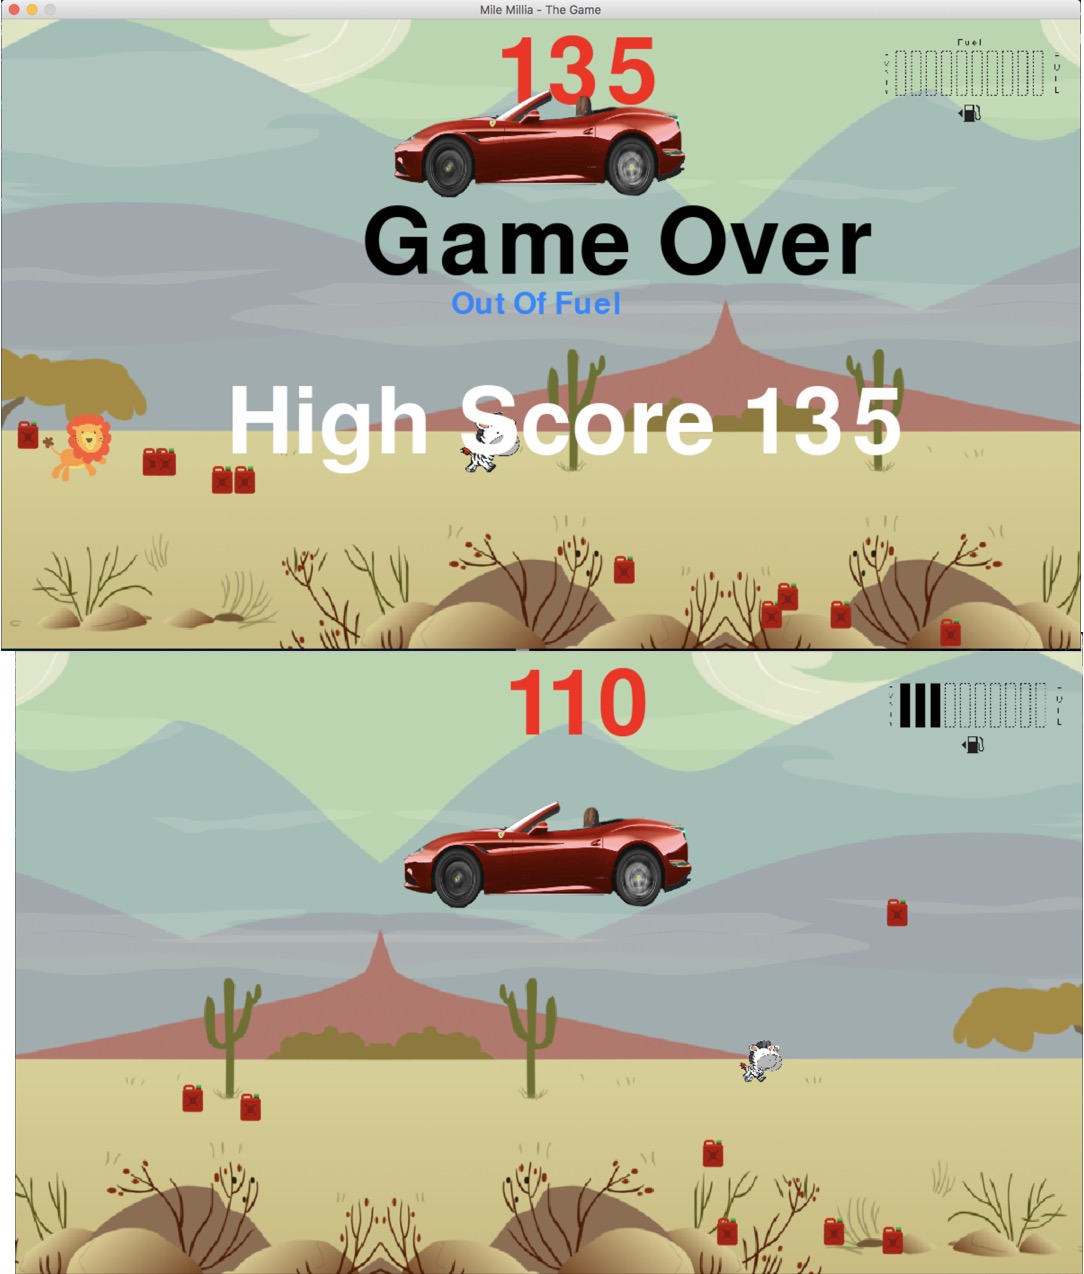 Mile Millia - The Game
135
Fuel
Game Over
Out Of Fuel
High Score 135
110